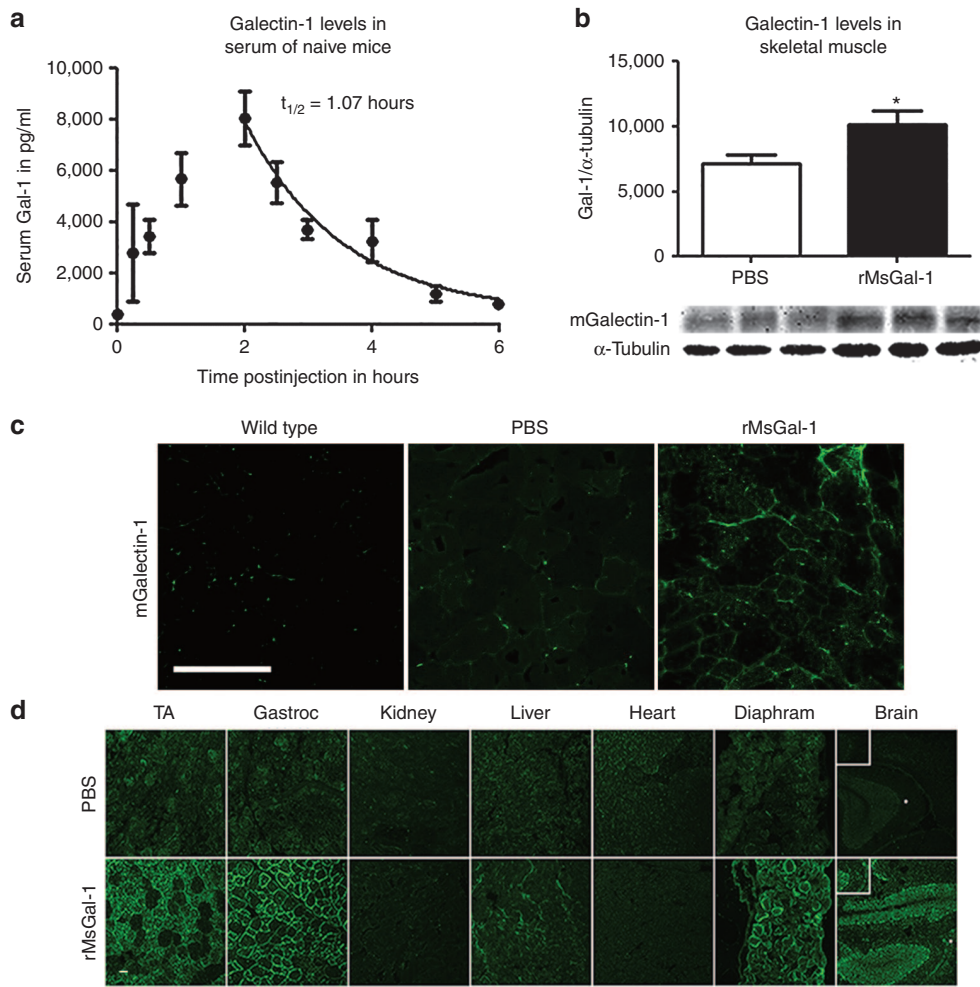 a
Galectin-1 levels in
serum of naive mice
10,000
8,000
6,000
4,000
2,000
0
Serum Gal-1 in pg/ml
t1/2 = 1.07 hours
0 2 4 6
Time postinjection in hours
b
Galectin-1 levels in
skeletal muscle
15,000
10,000
5,000
0
Gal-1/α-tubulin
*
PBS rMsGal-1
mGalectin-1
α-Tubulin
c
Wild type PBS rMsGal-1
mGalectin-1
d
TA Gastroc Kidney Liver Heart Diaphram Brain
PBS
rMsGal-1